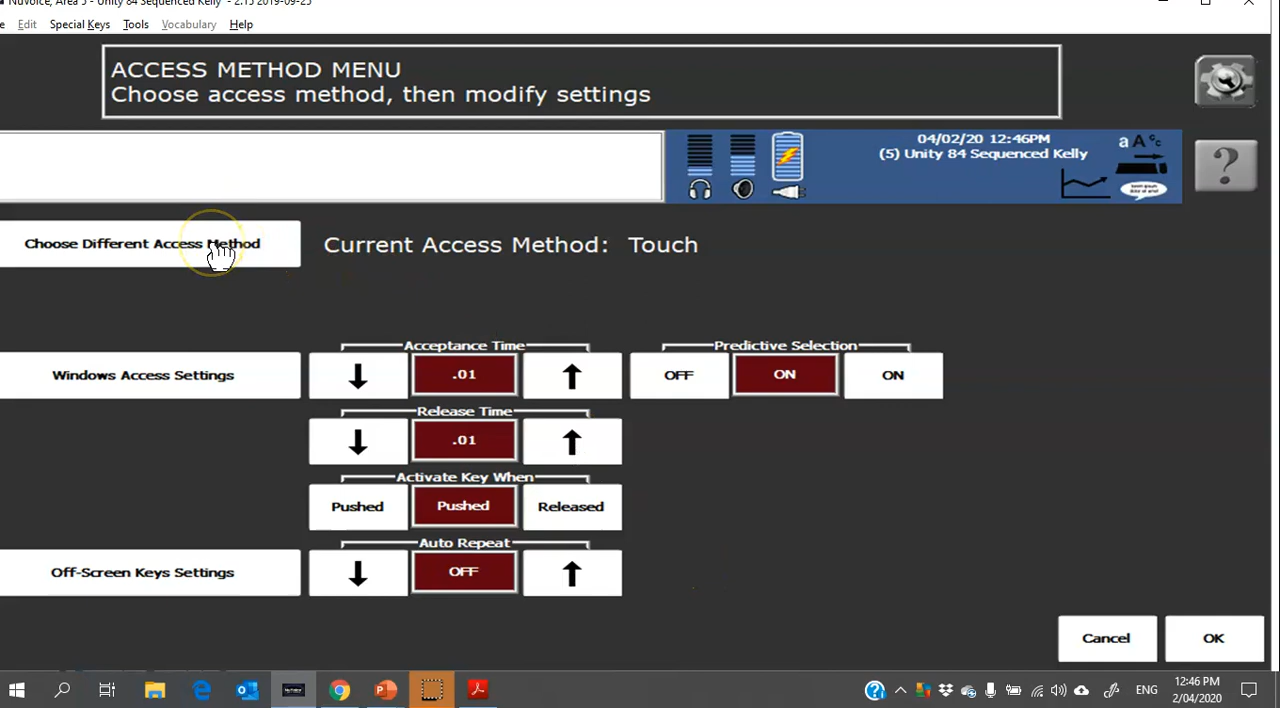 NuVoice, Area 5 - Unity 84 Sequenced Kelly - 2.15 2019-09-25
e Edit Special Keys Tools Vocabulary Help
ACCESS METHOD MENU
Choose access method, then modify settings
04/02/20 12:46PM
(5) Unity 84 Sequenced Kelly
a A C c
?
Choose Different Access Method
Current Access Method: Touch
Acceptance Time
Predictive Selection
Windows Access Settings
.01
OFF
ON
ON
Release Time
.01
Activate Key When
Pushed
Pushed
Released
Auto Repeat
Off-Screen Keys Settings
OFF
Cancel
OK
ENG
12:46 PM
2/04/2020